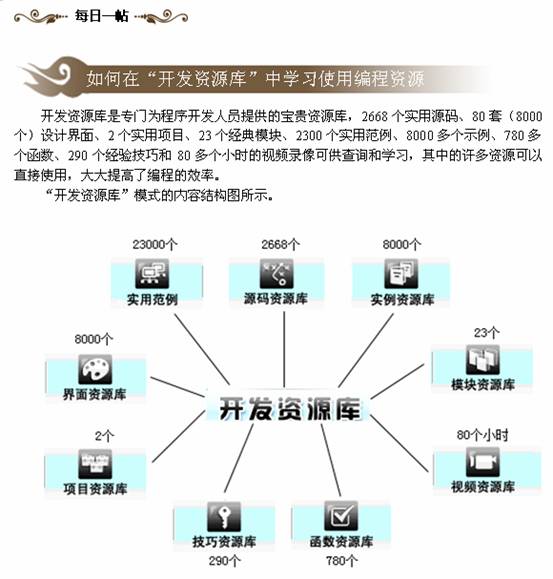 每日一帖
如何在“开发资源库”中学习使用编程资源
开发资源库是专门为程序开发人员提供的宝贵资源库，2668 个实用源码、80 套（8000
个）设计界面、2 个实用项目、23 个经典模块、2300 个实用范例、8000 多个示例、780 多
个函数、290 个经验技巧和 80 多个小时的视频录像可供查询和学习，其中的许多资源可以
直接使用，大大提高了编程的效率。
“开发资源库”模式的内容结构图所示。
23000个
2668个
8000个
实用范例
源码资源库
实例资源库
8000个
23个
界面资源库
模块资源库
开发资源库
2个
80个小时
项目资源库
视频资源库
技巧资源库
函数资源库
290个
780个